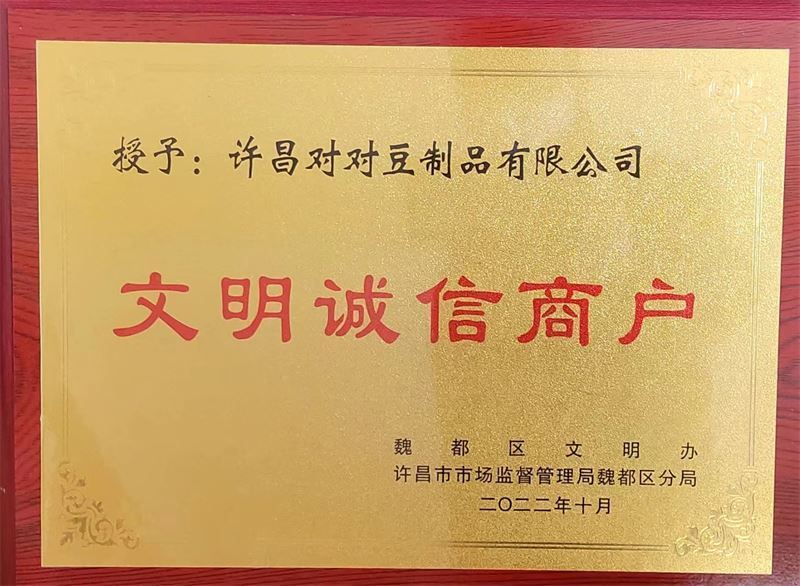 授予：许昌对对豆制品有限公司
文明诚信商户
魏都区文明办
许昌市市场监督管理局魏都区分局
二〇二二年十月